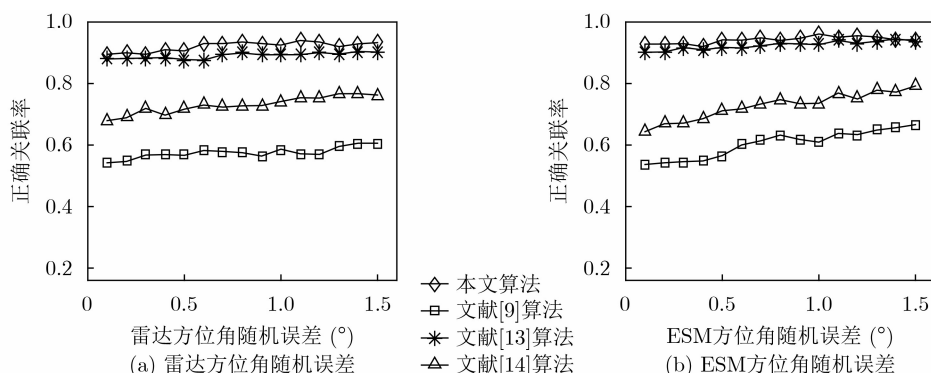 1.0
0.8
0.6
0.4
0.2
正确关联率
0 0.5 1.0 1.5
雷达方位角随机误差 (°)
(a) 雷达方位角随机误差
本文算法
文献[9]算法
文献[13]算法
文献[14]算法
1.0
0.8
0.6
0.4
0.2
正确关联率
0 0.5 1.0 1.5
ESM方位角随机误差 (°)
(b) ESM方位角随机误差